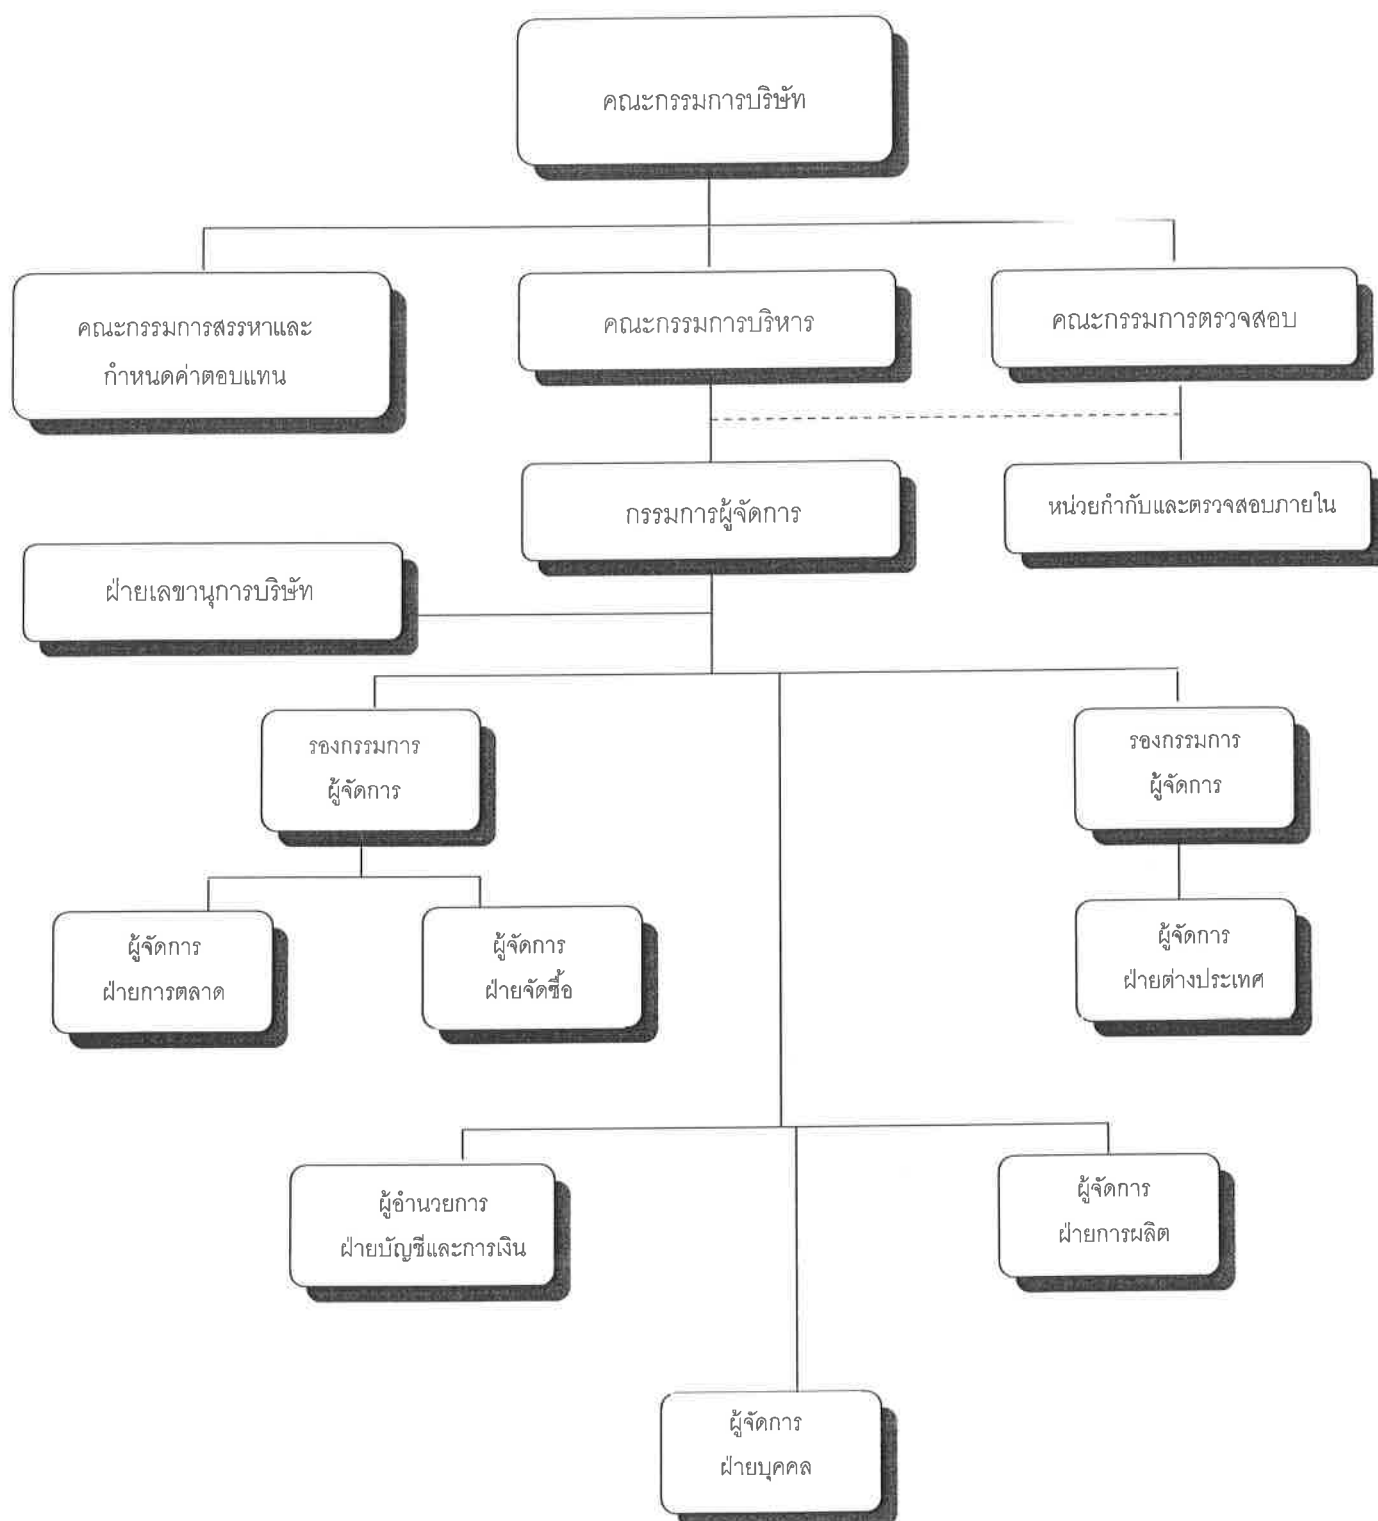 คณะกรรมการบริษัท
คณะกรรมการสรรหาและ
กำหนดค่าตอบแทน
คณะกรรมการบริหาร
คณะกรรมการตรวจสอบ
กรรมการผู้จัดการ
หน่วยกำกับและตรวจสอบภายใน
ฝ่ายเลขานุการบริษัท
รองกรรมการ
ผู้จัดการ
รองกรรมการ
ผู้จัดการ
ผู้จัดการ
ฝ่ายการตลาด
ผู้จัดการ
ฝ่ายจัดซื้อ
ผู้จัดการ
ฝ่ายต่างประเทศ
ผู้อำนวยการ
ฝ่ายบัญชีและการเงิน
ผู้จัดการ
ฝ่ายการผลิต
ผู้จัดการ
ฝ่ายบุคคล